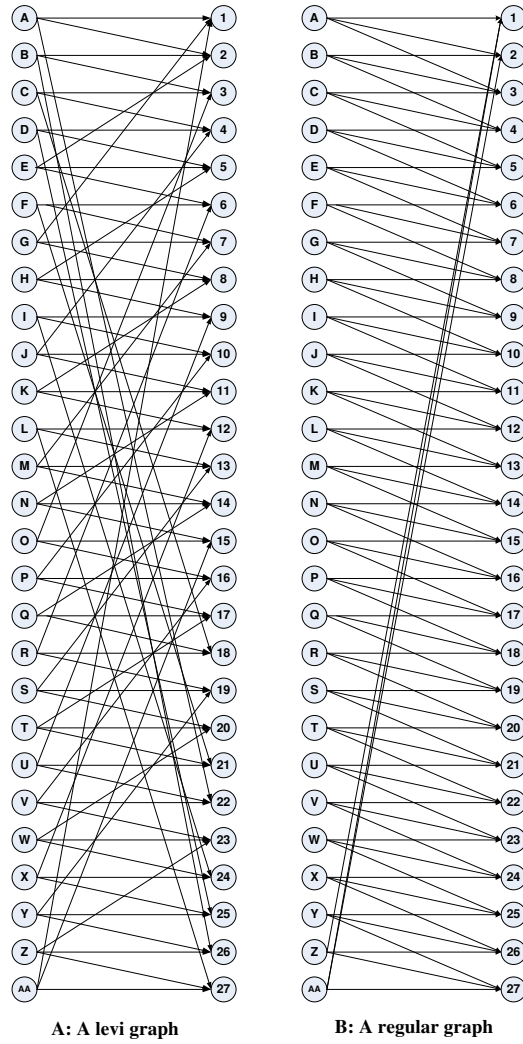 A 1 A 1
B 2 B 2
C 3 C 3
D 4 D 4
E 5 E 5
F 6 F 6
G 7 G 7
H 8 H 8
I 9 I 9
J 10 J 10
K 11 K 11
L 12 L 12
M 13 M 13
N 14 N 14
O 15 O 15
P 16 P 16
Q 17 Q 17
R 18 R 18
S 19 S 19
T 20 T 20
U 21 U 21
V 22 V 22
W 23 W 23
X 24 X 24
Y 25 Y 25
Z 26 Z 26
AA 27 AA 27
A: A levi graph B: A regular graph